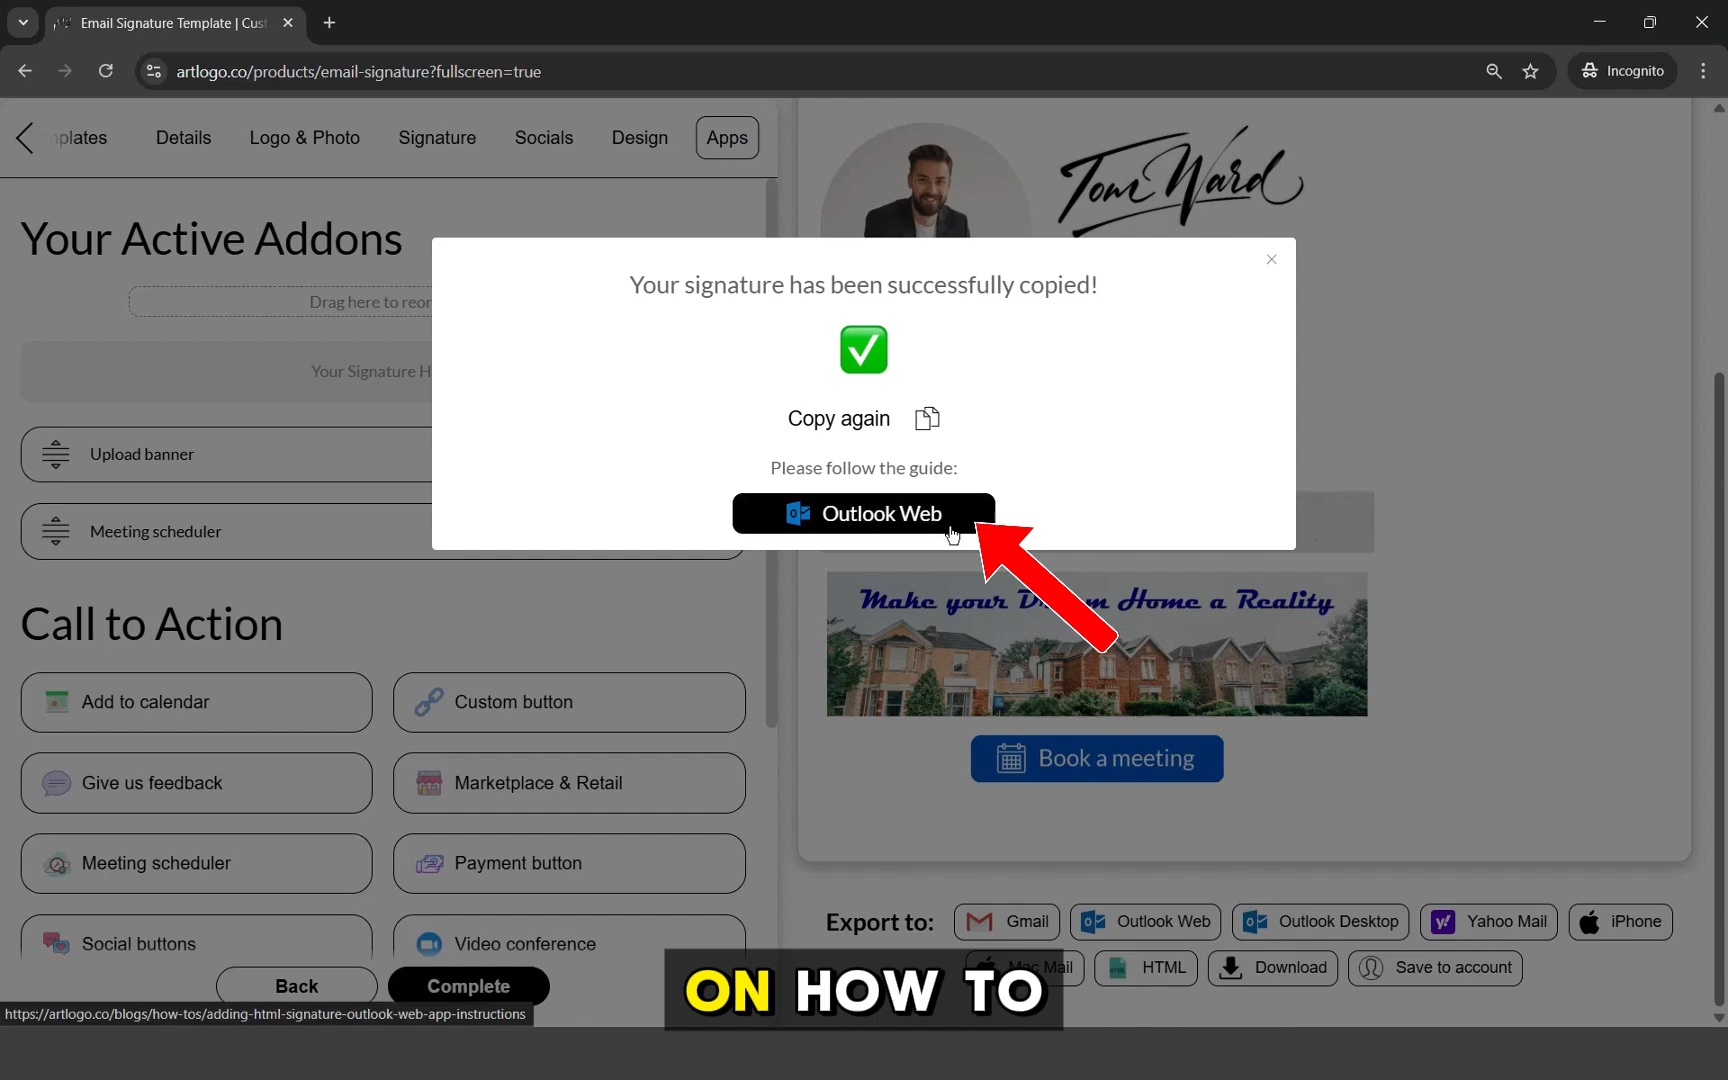 Email Signature Template | Cus
artlogo.co/products/email-signature?fullscreen=true
Incognito
Details
Logo & Photo
Signature
Socials
Design
Apps
Tom Ward
Your Active Addons
Drag here to reor
Your Signature H
Upload banner
Meeting scheduler
Your signature has been successfully copied!
Copy again
Please follow the guide:
Outlook Web
Make your Dream Home a Reality
Book a meeting
Call to Action
Add to calendar
Custom button
Give us feedback
Marketplace & Retail
Meeting scheduler
Payment button
Social buttons
Video conference
Back
Complete
Export to:
Gmail
Outlook Web
Outlook Desktop
Yahoo Mail
iPhone
Mac Mail
HTML
Download
Save to account
ON HOW TO
https://artlogo.co/blogs/how-tos/adding-html-signature-outlook-web-app-instructions